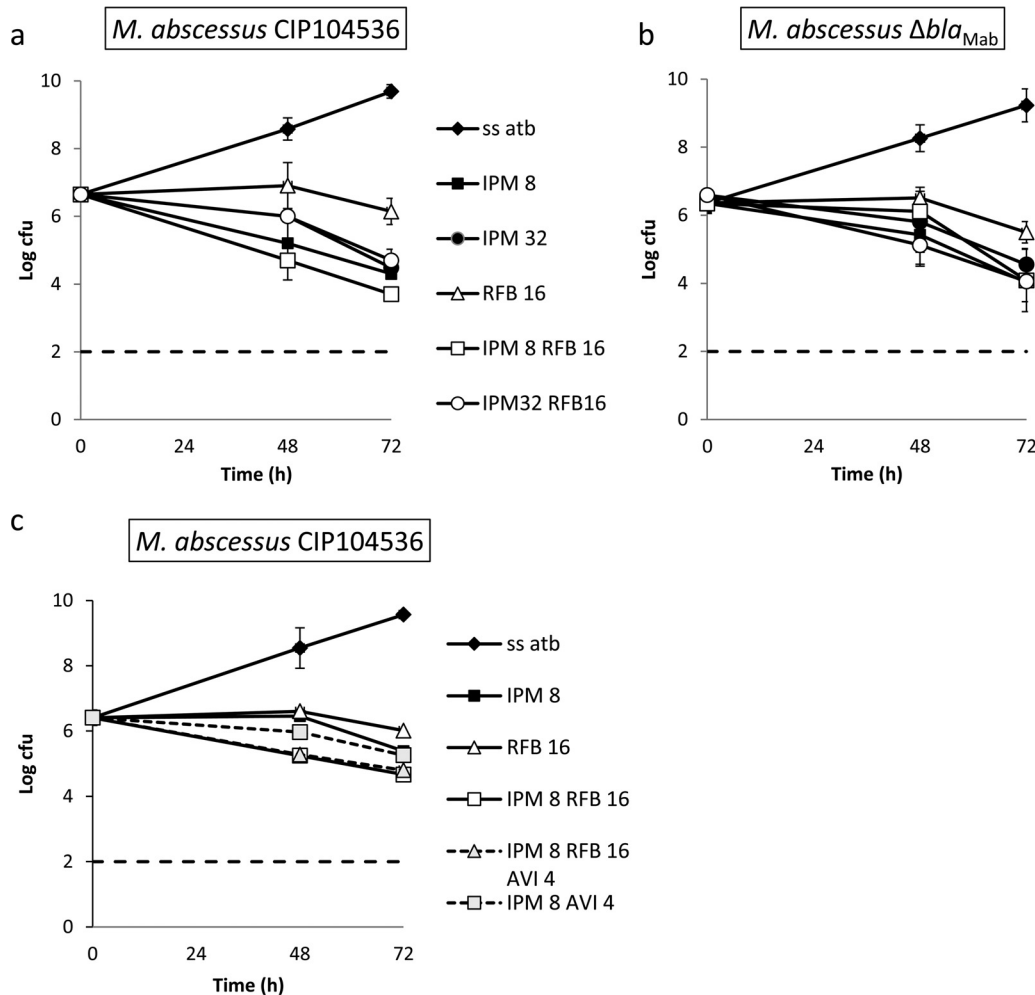 a
M. abscessus CIP104536
10
8
6
4
2
0
Log cfu
0 24 48 72
Time (h)
ss atb
IPM 8
IPM 32
RFB 16
IPM 8 RFB 16
IPM32 RFB16
b
M. abscessus ΔblaMab
10
8
6
4
2
0
Log cfu
0 24 48 72
Time (h)
c
M. abscessus CIP104536
10
8
6
4
2
0
Log cfu
0 24 48 72
Time (h)
ss atb
IPM 8
RFB 16
IPM 8 RFB 16
IPM 8 RFB 16
AVI 4
IPM 8 AVI 4